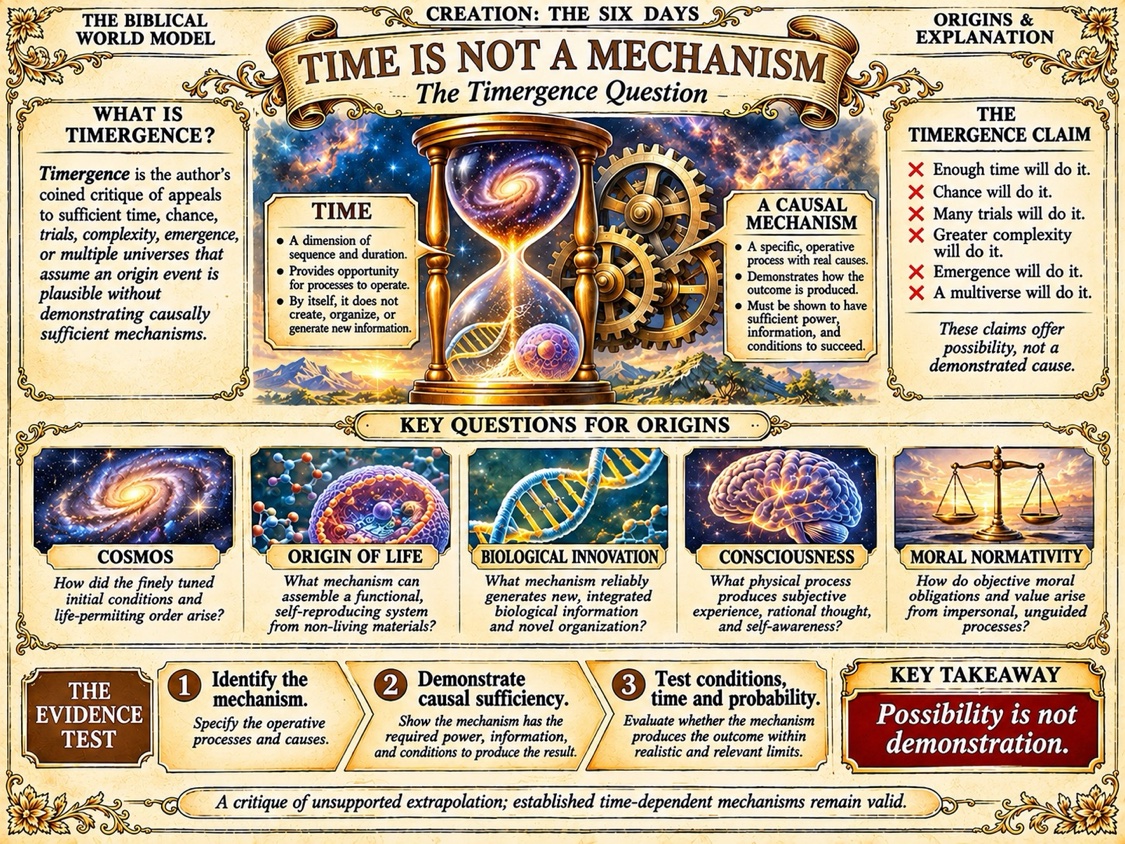 THE BIBLICAL
WORLD MODEL
CREATION: THE SIX DAYS
ORIGINS &
EXPLANATION
TIME IS NOT A MECHANISM
The Timergence Question
WHAT IS
TIMERGENCE?
Timergence is the author's
coined critique of appeals
to sufficient time, chance,
trials, complexity, emergence,
or multiple universes that
assume an origin event is
plausible without
demonstrating causally
sufficient mechanisms.
TIME
• A dimension of
sequence and duration.
• Provides opportunity
for processes to operate.
• By itself, it does not
create, organize, or
generate new information.
A CAUSAL
MECHANISM
• A specific, operative
process with real causes.
• Demonstrates how the
outcome is produced.
• Must be shown to have
sufficient power,
information, and
conditions to succeed.
THE
TIMERGENCE CLAIM
❌ Enough time will do it.
❌ Chance will do it.
❌ Many trials will do it.
❌ Greater complexity
will do it.
❌ Emergence will do it.
❌ A multiverse will do it.
These claims offer
possibility, not a
demonstrated cause.
KEY QUESTIONS FOR ORIGINS
COSMOS
How did the finely tuned
initial conditions and
life-permitting order arise?
ORIGIN OF LIFE
What mechanism can
assemble a functional,
self-reproducing system
from non-living materials?
BIOLOGICAL INNOVATION
What mechanism reliably
generates new, integrated
biological information
and novel organization?
CONSCIOUSNESS
What physical process
produces subjective
experience, rational thought,
and self-awareness?
MORAL NORMATIVITY
How do objective moral
obligations and value arise
from impersonal, unguided
processes?
THE
EVIDENCE
TEST
1 Identify the
mechanism.
Specify the operative
processes and causes.
2 Demonstrate
causal sufficiency.
Show the mechanism has the
required power, information,
and conditions to produce the result.
3 Test conditions,
time and probability.
Evaluate whether the mechanism
produces the outcome within
realistic and relevant limits.
KEY TAKEAWAY
Possibility is not
demonstration.
A critique of unsupported extrapolation; established time-dependent mechanisms remain valid.